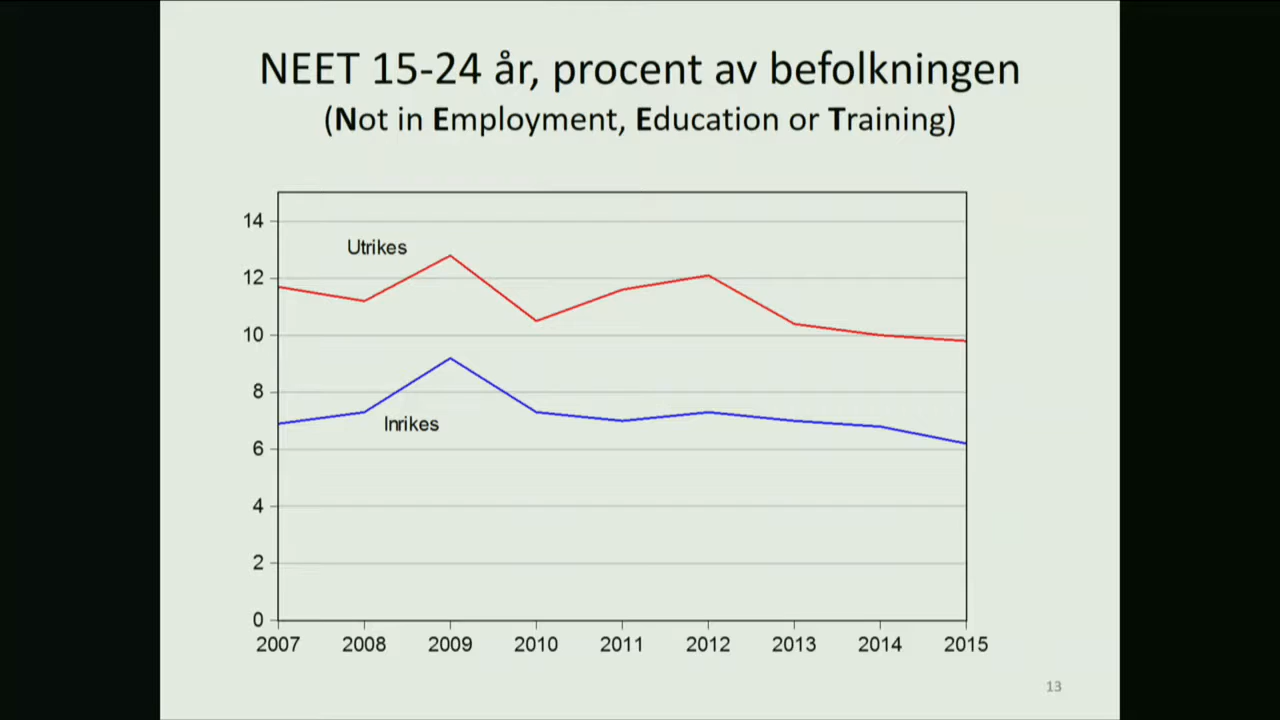 NEET 15-24 år, procent av befolkningen
(Not in Employment, Education or Training)
14
Utrikes
12
10
8
Inrikes
6
4
2
0
2007 2008 2009 2010 2011 2012 2013 2014 2015
13